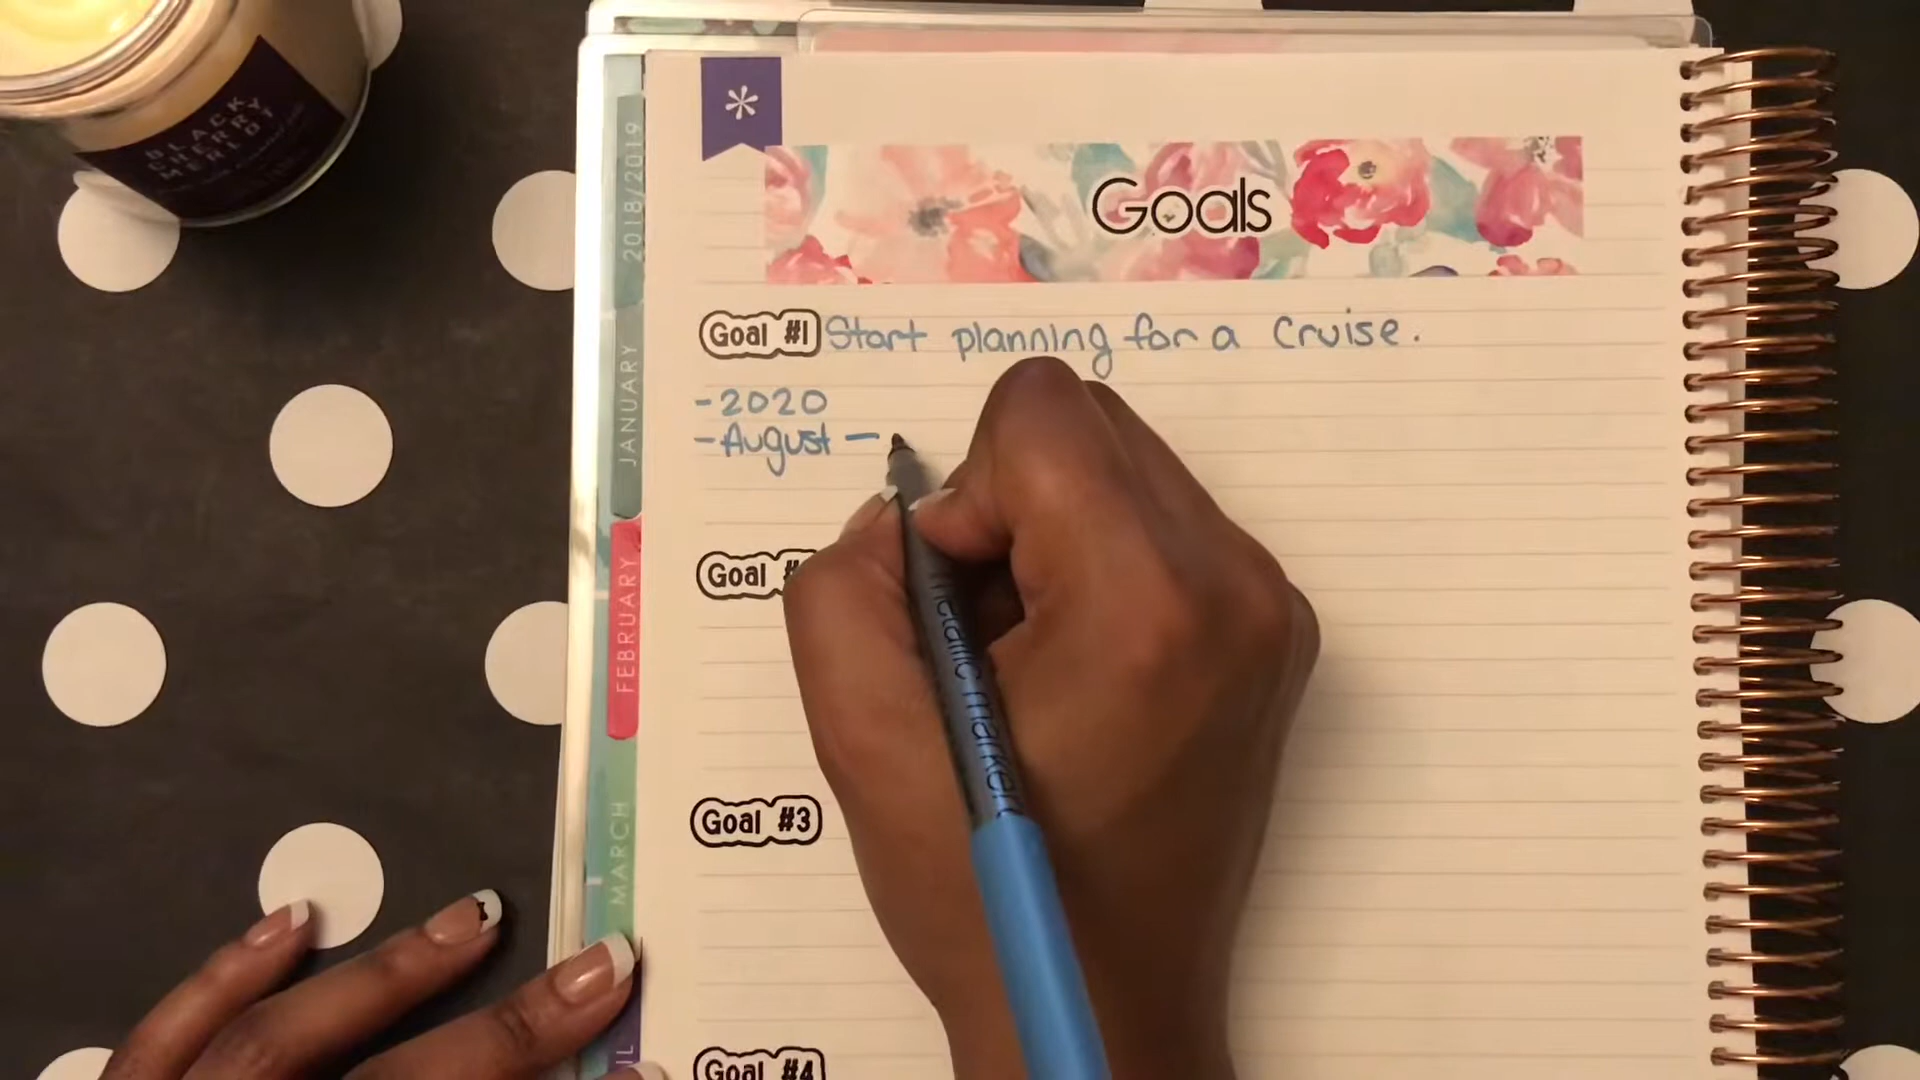 BLACK
CHERRY
MERLOT
2018/2019
JANUARY
FEBRUARY
MARCH
*
Goals
Goal #1 Start planning for a Cruise.
-2020
-August -
Goal #
Goal #3
Goal #4
metallic marker